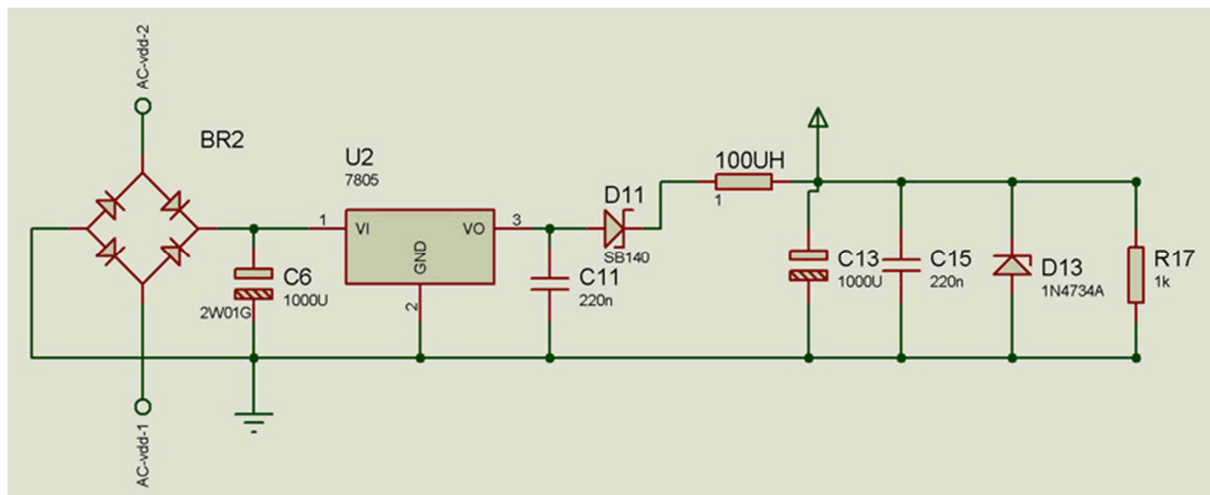 AC-vdd-2
BR2
2W01G
AC-vdd-1
C6
1000U
U2
7805
1
VI
VO
3
GND
2
C11
220n
D11
SB140
100UH
1
C13
1000U
C15
220n
D13
1N4734A
R17
1k